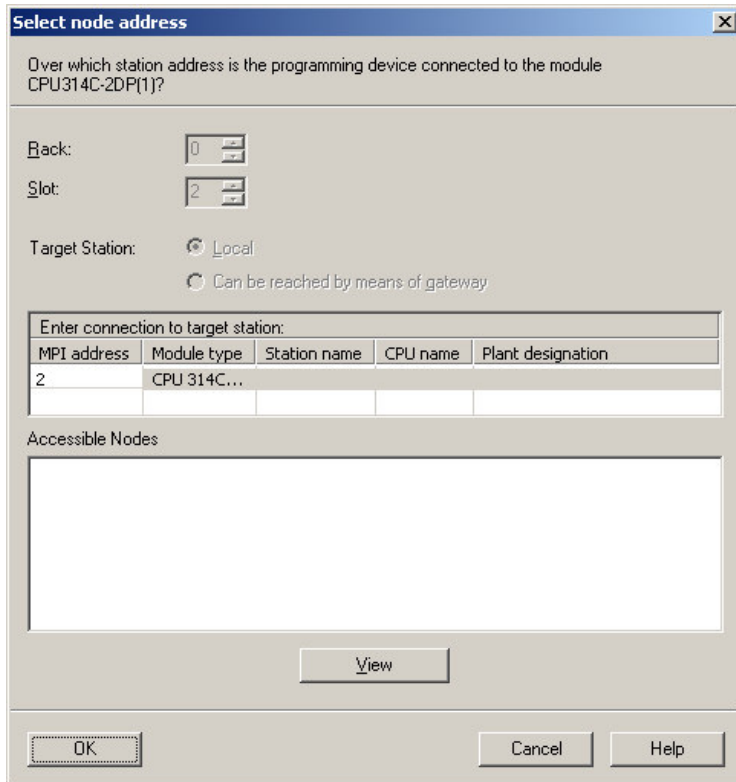 Select node address
Over which station address is the programming device connected to the module
CPU314C-2DP(1)?
Rack: 0
Slot: 2
Target Station: Local
Can be reached by means of gateway
Enter connection to target station:
MPI address Module type Station name CPU name Plant designation
2 CPU 314C...
Accessible Nodes
View
OK Cancel Help